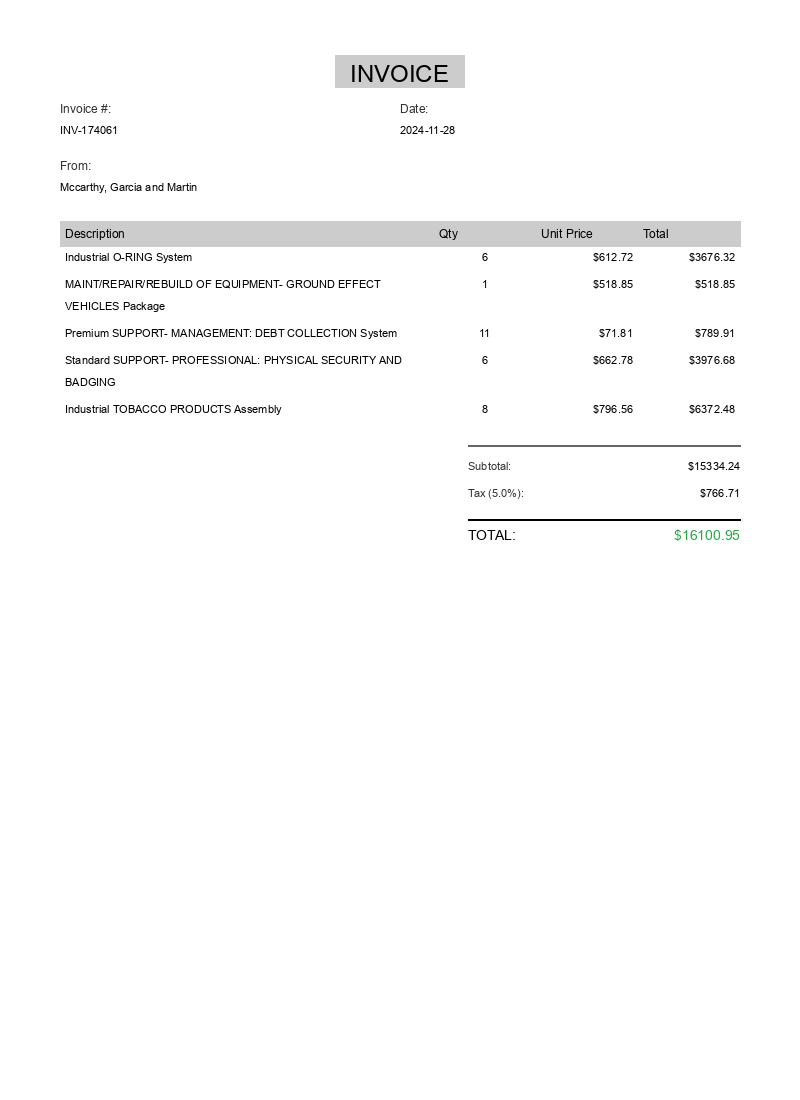 INVOICE
Invoice #: Date:
INV-174061 2024-11-28
From:
Mccarthy, Garcia and Martin
Description Qty Unit Price Total
Industrial O-RING System 6 $612.72 $3676.32
MAINT/REPAIR/REBUILD OF EQUIPMENT- GROUND EFFECT 1 $518.85 $518.85
VEHICLES Package
Premium SUPPORT- MANAGEMENT: DEBT COLLECTION System 11 $71.81 $789.91
Standard SUPPORT- PROFESSIONAL: PHYSICAL SECURITY AND 6 $662.78 $3976.68
BADGING
Industrial TOBACCO PRODUCTS Assembly 8 $796.56 $6372.48
Subtotal: $15334.24
Tax (5.0%): $766.71
TOTAL: $16100.95